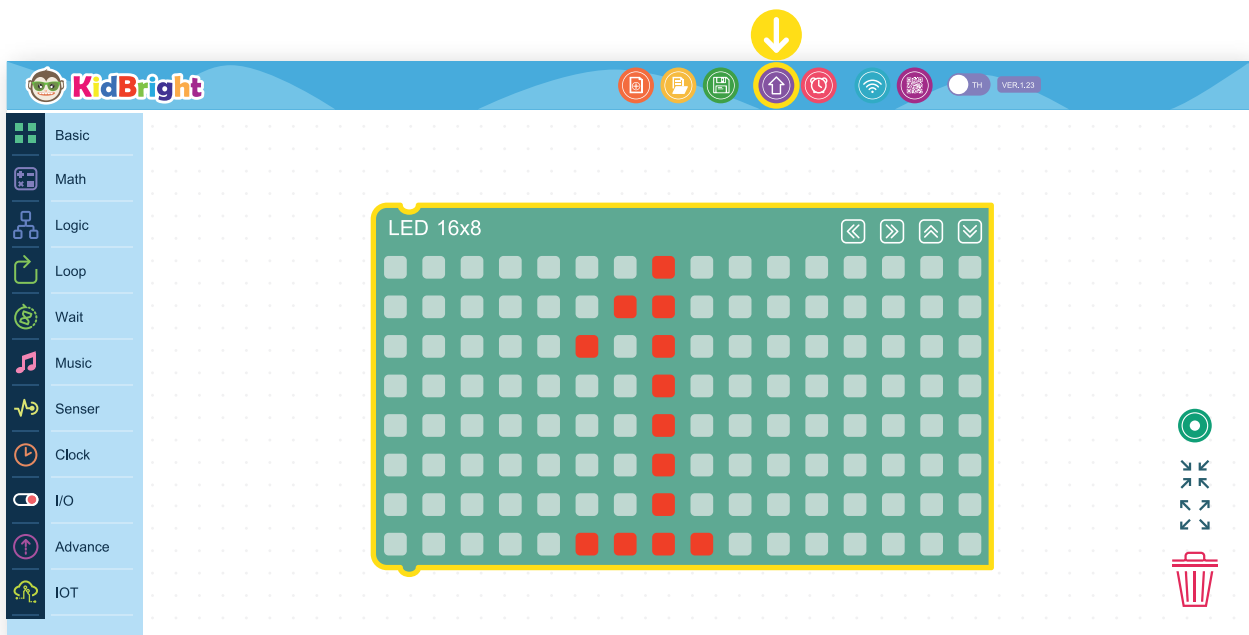 KidBright
TH
VER.1.23
Basic
Math
Logic
Loop
Wait
Music
Senser
Clock
I/O
Advance
IOT
LED 16x8